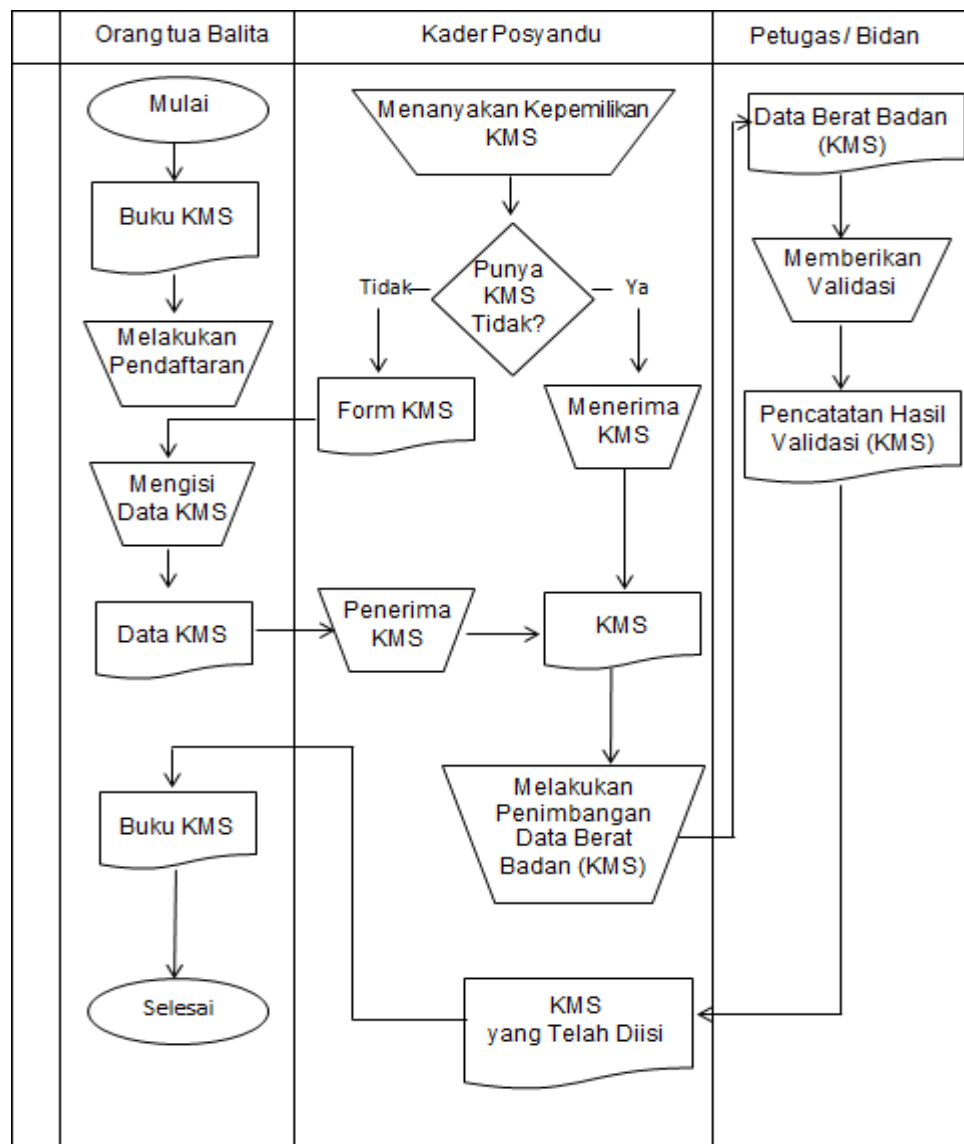 Orang tua Balita
Kader Posyandu
Petugas / Bidan
Mulai
Buku KMS
Melakukan
Pendaftaran
Menanyakan Kepemilikan
KMS
Punya
KMS
Tidak?
Tidak
Ya
Form KMS
Menerima
KMS
Mengisi
Data KMS
Data KMS
Penerima
KMS
KMS
Melakukan
Penimbangan
Data Berat
Badan (KMS)
Data Berat Badan
(KMS)
Memberikan
Validasi
Pencatatan Hasil
Validasi (KMS)
KMS
yang Telah Diisi
Buku KMS
Selesai